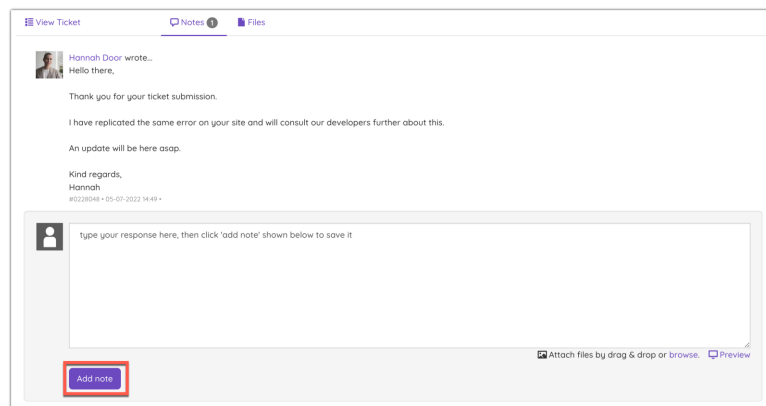 View Ticket
Notes 1
Files
Hannah Door wrote...
Hello there,
Thank you for your ticket submission.
I have replicated the same error on your site and will consult our developers further about this.
An update will be here asap.
Kind regards,
Hannah
#0228048 • 05-07-2022 14:49 •
type your response here, then click 'add note' shown below to save it
Attach files by drag & drop or browse. Preview
Add note